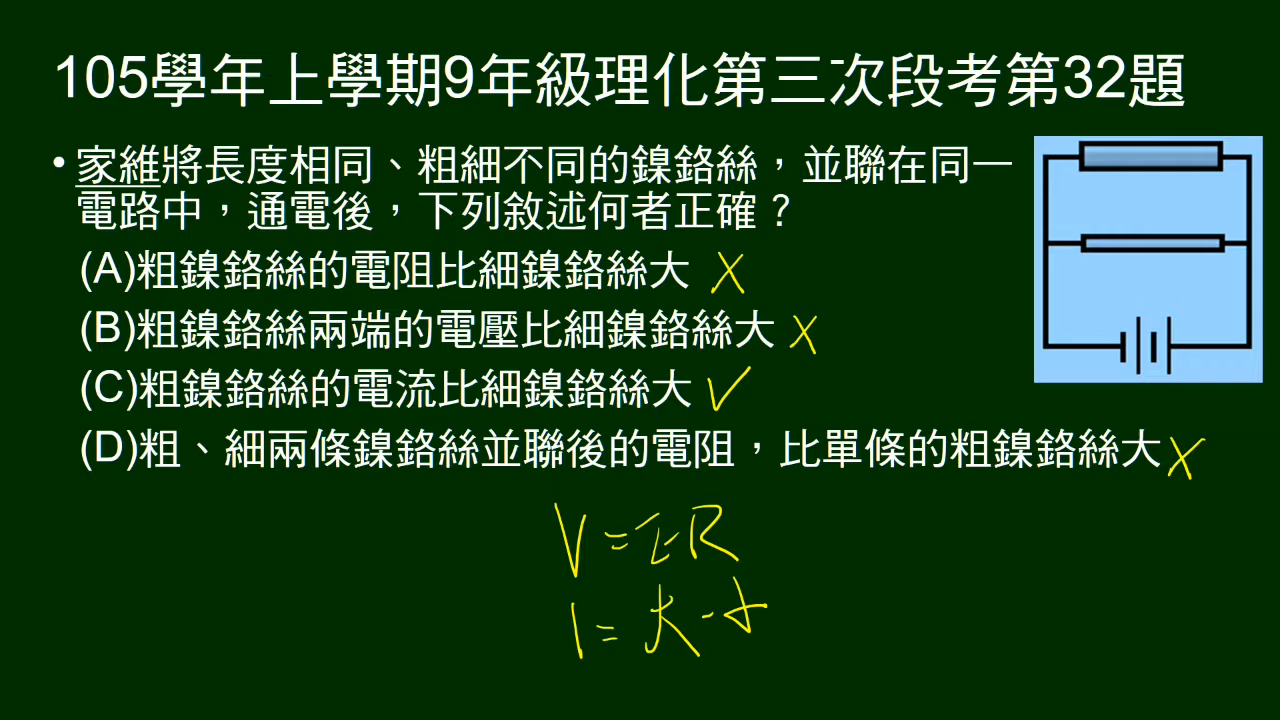 105學年上學期9年級理化第三次段考第32題
• 家維將長度相同、粗細不同的鎳鉻絲，並聯在同一
電路中，通電後，下列敘述何者正確？
(A)粗鎳鉻絲的電阻比細鎳鉻絲大 X
(B)粗鎳鉻絲兩端的電壓比細鎳鉻絲大 X
(C)粗鎳鉻絲的電流比細鎳鉻絲大 ✓
(D)粗、細兩條鎳鉻絲並聯後的電阻，比單條的粗鎳鉻絲大 X
V = IR
1 = 大